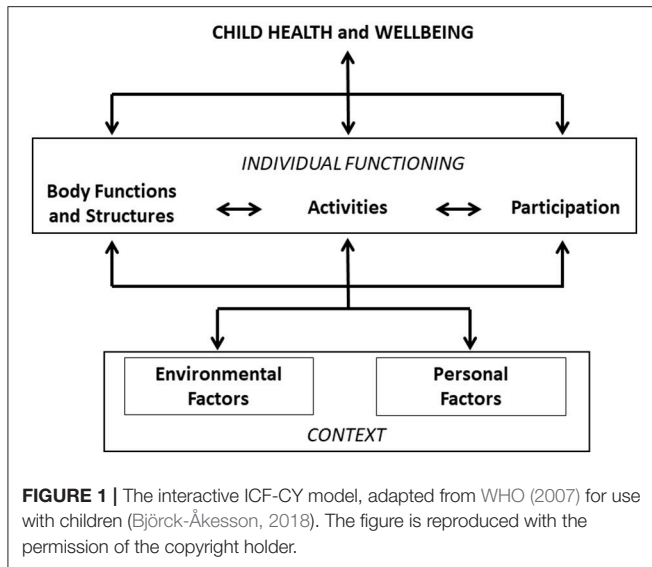 CHILD HEALTH and WELLBEING
INDIVIDUAL FUNCTIONING
Body Functions
and Structures
Activities
Participation
Environmental
Factors
Personal
Factors
CONTEXT
FIGURE 1 | The interactive ICF-CY model, adapted from WHO (2007) for use
with children (Björck-Åkesson, 2018). The figure is reproduced with the
permission of the copyright holder.